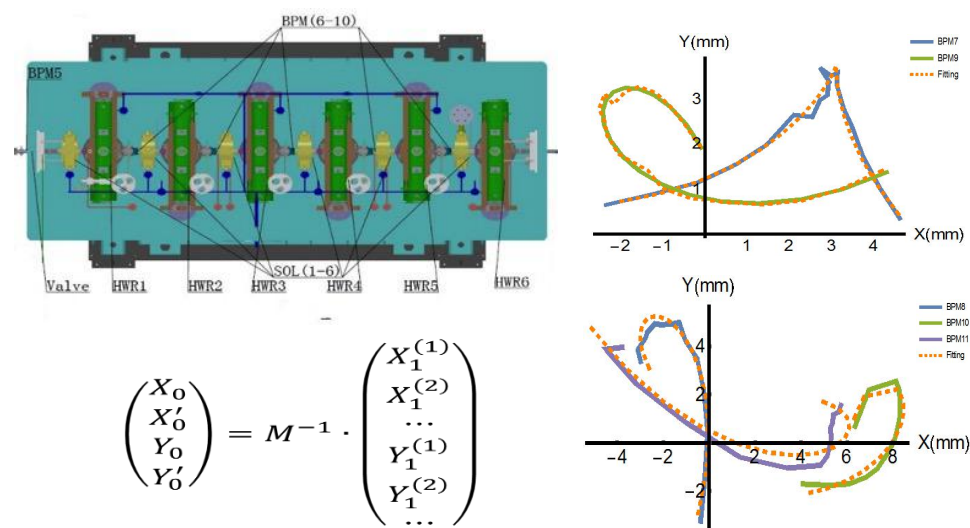 BPM(6-10)
BPM5
SOL(1-6)
Valve
HWR1
HWR2
HWR3
HWR4
HWR5
HWR6
Y(mm)
BPM7
BPM9
Fitting
3
2
1
-2
-1
1
2
3
4
X(mm)
Y(mm)
BPM8
BPM10
BPM11
Fitting
4
2
-4
-2
2
4
6
8
X(mm)
-2
X₀
X′₀
Y₀
Y′₀
= M⁻¹ ·
X₁⁽¹⁾
X₁⁽²⁾
...
Y₁⁽¹⁾
Y₁⁽²⁾
...